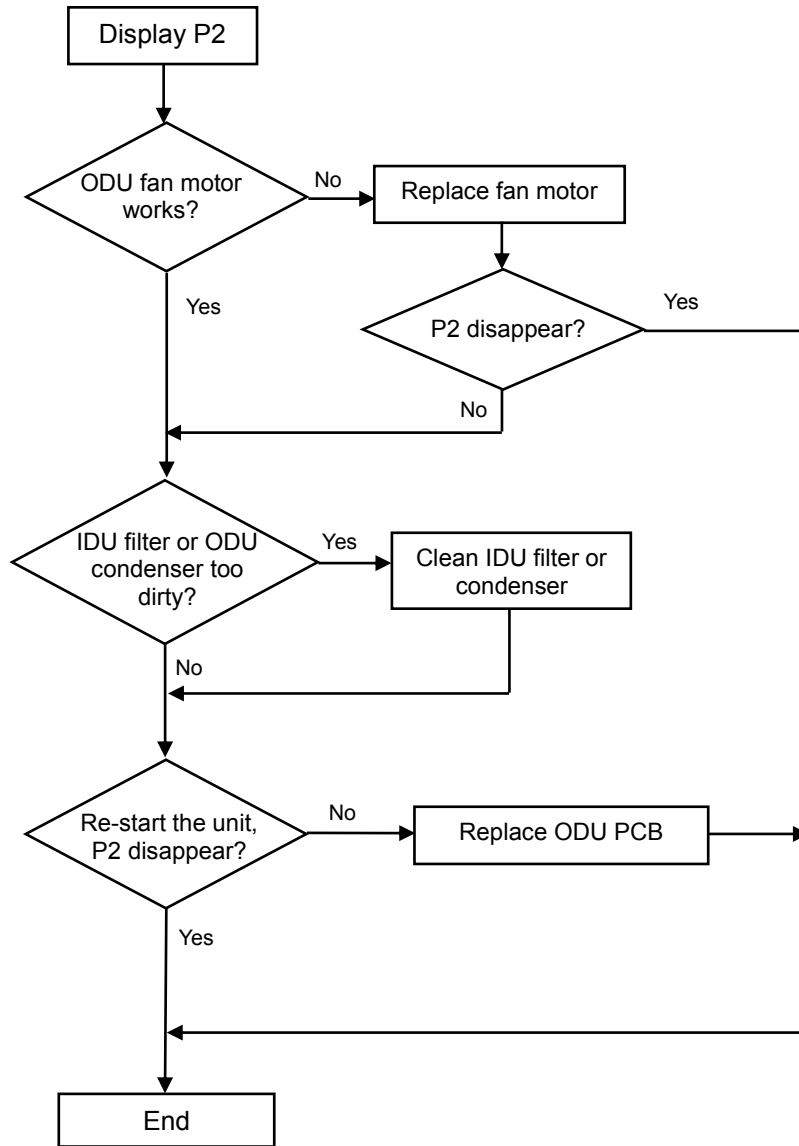 Display P2
ODU fan motor
works?
No
Replace fan motor
Yes
P2 disappear?
Yes
No
IDU filter or ODU
condenser too
dirty?
Yes
Clean IDU filter or
condenser
No
Re-start the unit,
P2 disappear?
No
Replace ODU PCB
Yes
End